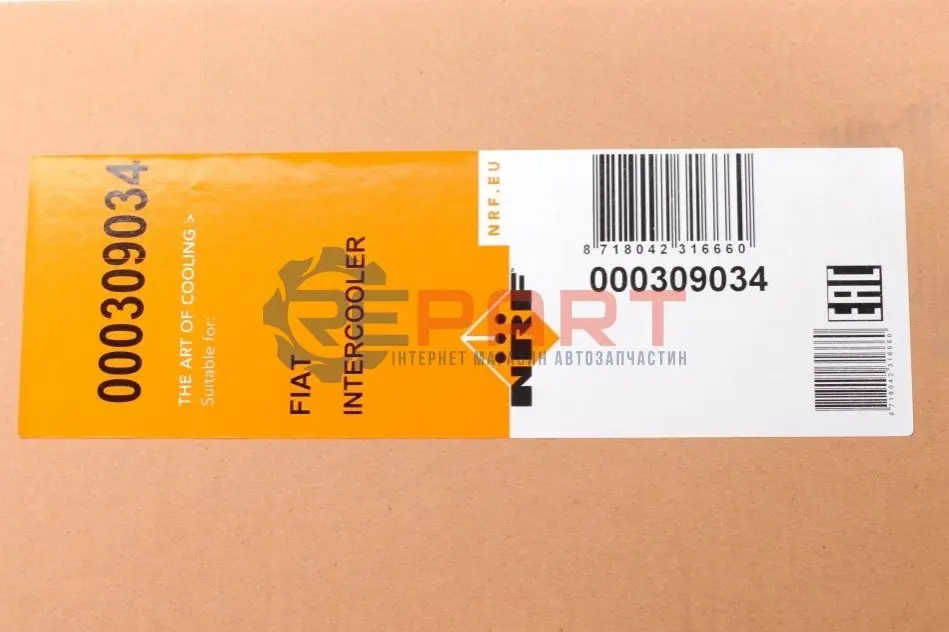 000309034
THE ART OF COOLING >
Suitable for:
FIAT
INTERCOOLER
NRF.EU
NRF
8 718042 316660
000309034
EAC
8718042316660
REPART
ІНТЕРНЕТ МАГАЗИН АВТОЗАПЧАСТИН